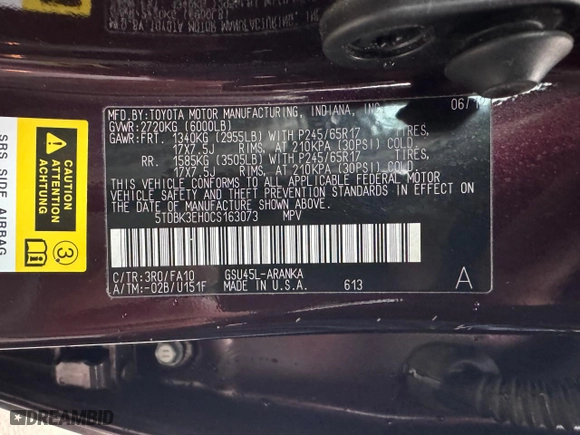 MFD.BY:TOYOTA MOTOR MANUFACTURING, INDIANA, INC.
06/
GVWR:2720KG (6000LB)
GAWR:FRT. 1340KG (2955LB) WITH P245/65R17 TIRES,
17X7.5J RIMS, AT 210KPA (30PSI) COLD
RR. 1585KG (3505LB) WITH P245/65R17 TIRES,
17X7.5J RIMS, AT 210KPA (30PSI) COLD
THIS VEHICLE CONFORMS TO ALL APPLICABLE FEDERAL MOTOR
VEHICLE SAFETY AND THEFT PREVENTION STANDARDS IN EFFECT
ON THE DATE OF MANUFACTURE SHOWN ABOVE.
5TDBK3EH0CS163073 MPV
C/TR:3R0/FA10 GSU45L-ARANKA
A/TM:-02B/U151F MADE IN U.S.A. 613
A
SRS SIDE AIRBAG
DREAMBID